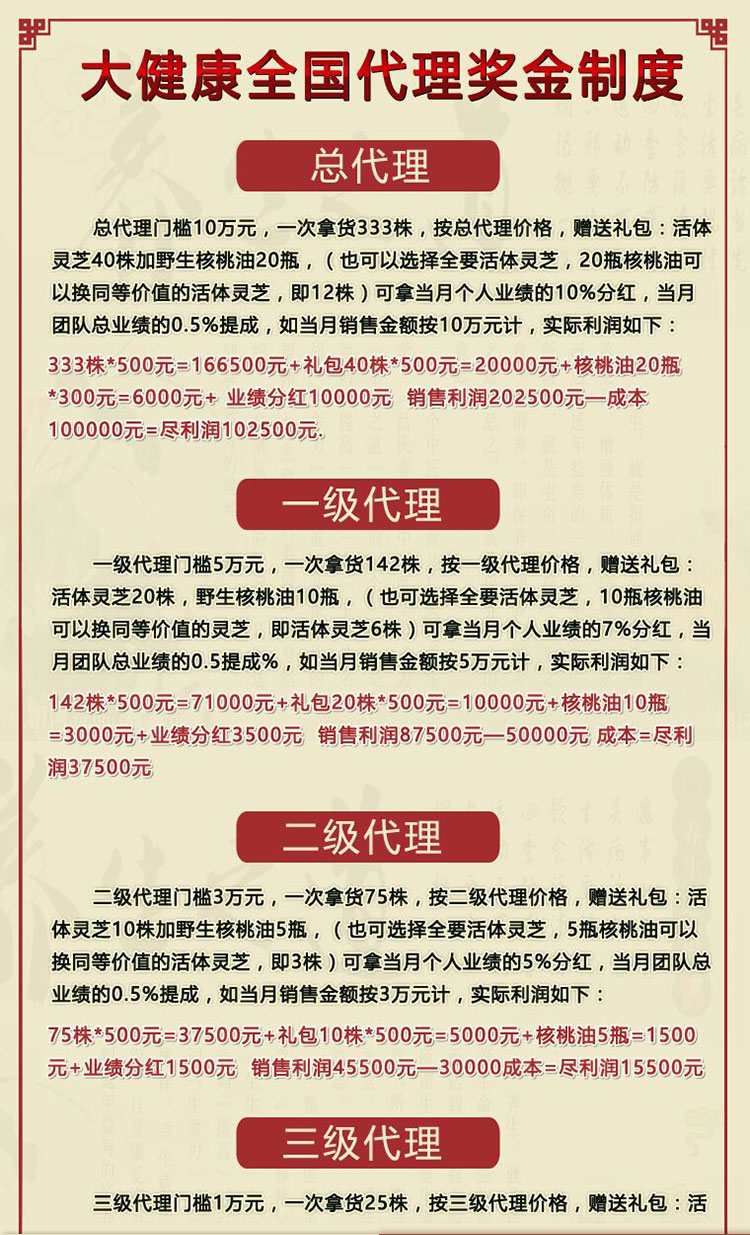 大健康全国代理奖金制度
总代理
总代理门槛10万元，一次拿货333株，按总代理价格，赠送礼包：活体
灵芝40株加野生核桃油20瓶，（也可以选择全要活体灵芝，20瓶核桃油可
以换同等价值的活体灵芝，即12株）可拿当月个人业绩的10%分红，当月
团队总业绩的0.5%提成，如当月销售金额按10万元计，实际利润如下：
333株*500元=166500元+礼包40株*500元=20000元+核桃油20瓶
*300元=6000元+ 业绩分红10000元 销售利润202500元—成本
100000元=尽利润102500元.
一级代理
一级代理门槛5万元，一次拿货142株，按一级代理价格，赠送礼包：
活体灵芝20株，野生核桃油10瓶，（也可选择全要活体灵芝，10瓶核桃油
可以换同等价值的灵芝，即活体灵芝6株）可拿当月个人业绩的7%分红，当
月团队总业绩的0.5提成%，如当月销售金额按5万元计，实际利润如下：
142株*500元=71000元+礼包20株*500元=10000元+核桃油10瓶
=3000元+业绩分红3500元 销售利润87500元—50000元 成本=尽利
润37500元
二级代理
二级代理门槛3万元，一次拿货75株，按二级代理价格，赠送礼包：活
体灵芝10株加野生核桃油5瓶，（也可选择全要活体灵芝，5瓶核桃油可以
换同等价值的活体灵芝，即3株）可拿当月个人业绩的5%分红，当月团队总
业绩的0.5%提成，如当月销售金额按3万元计，实际利润如下：
75株*500元=37500元+礼包10株*500元=5000元+核桃油5瓶=1500
元+业绩分红1500元 销售利润45500元—30000成本=尽利润15500元
三级代理
三级代理门槛1万元，一次拿货25株，按三级代理价格，赠送礼包：活